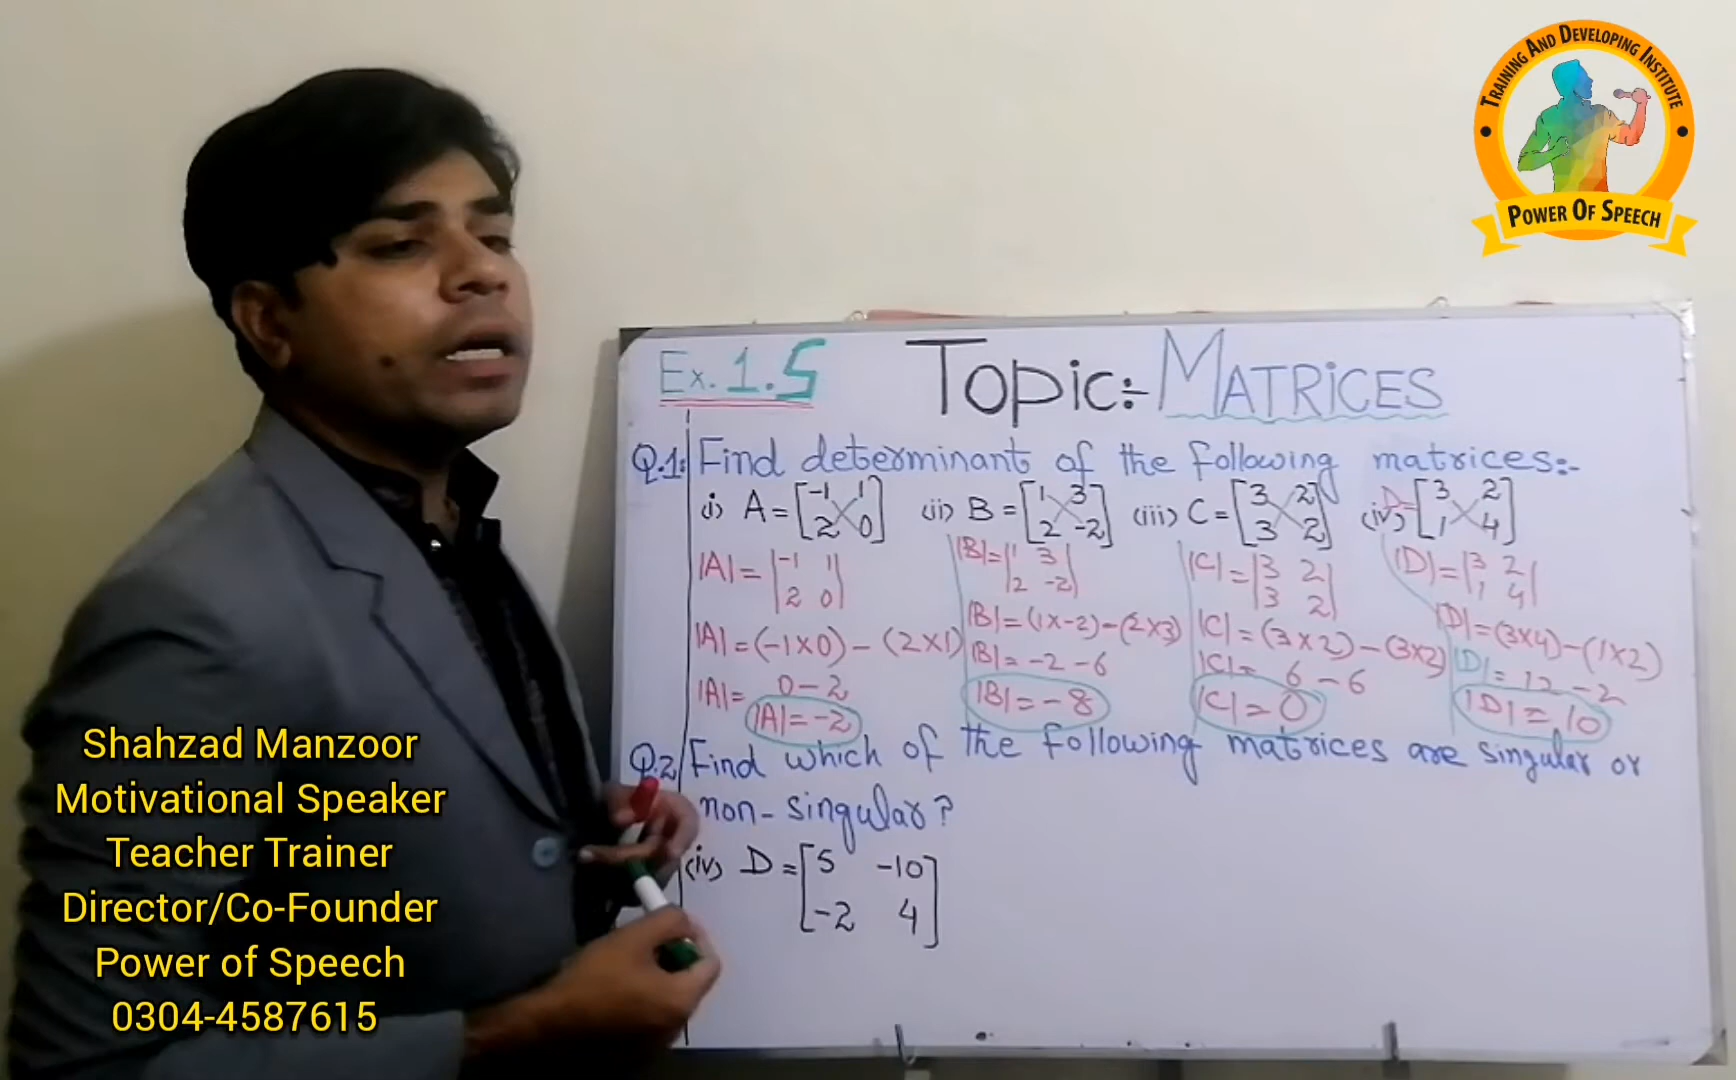 TRAINING AND DEVELOPING INSTITUTE
POWER OF SPEECH
Ex. 1.5 Topic:- MATRICES
Q.1: Find determinant of the following matrices:-
(i) A = [-1 1 (ii) B = [1 3] (iii) C = [3 2] (iv) D= [3 2]
2 0] 2 -2] 3 2] 1 4]
|A| = |-1 1| |B| = |1 3| |C| = |3 2| |D| = |3 2|
2 0| 2 -2| 3 2| 1 4|
|A| = (-1×0) - (2×1) |B| = (1×-2) - (2×3) |C| = (3×2) - (3×2) |D| = (3×4) - (1×2)
|A| = 0 - 2 |B| = -2 - 6 |C| = 6 - 6 |D| = 12 - 2
|A| = -2 |B| = -8 |C| = 0 |D| = 10
Q.2 Find which of the following matrices are singular or
non-singular?
(iv) D = [5 -10]
[-2 4]
Shahzad Manzoor
Motivational Speaker
Teacher Trainer
Director/Co-Founder
Power of Speech
0304-4587615